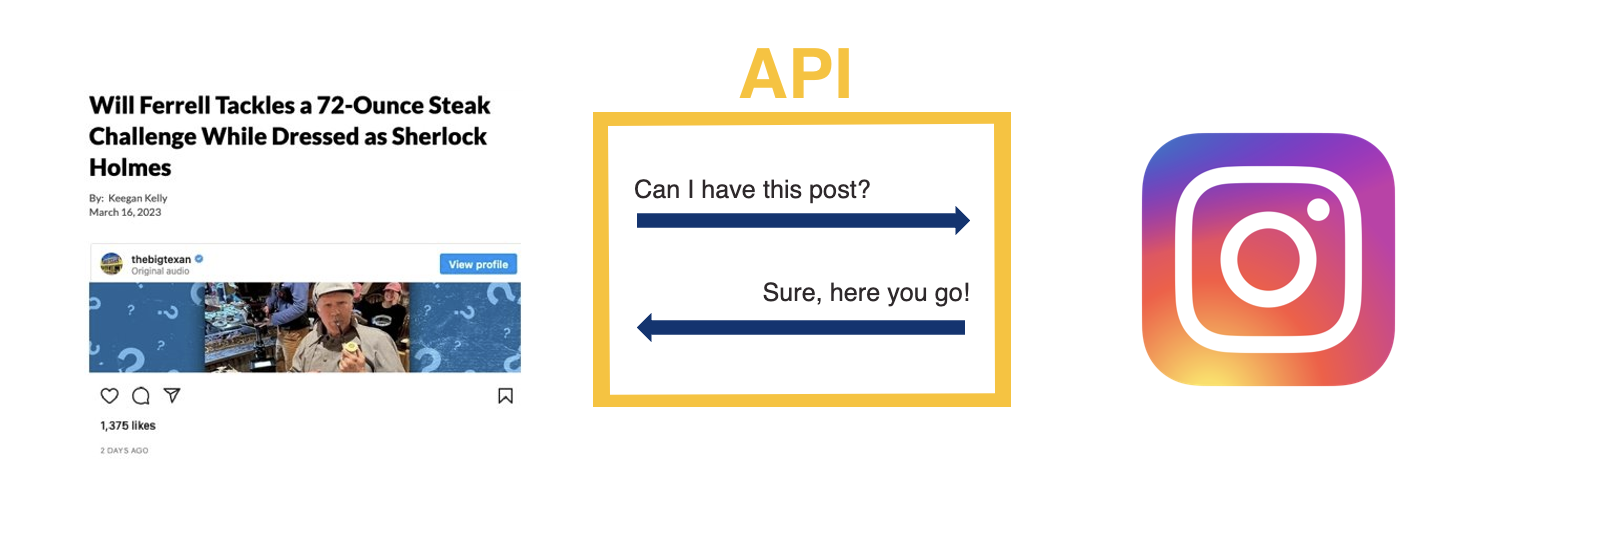 API
Will Ferrell Tackles a 72-Ounce Steak
Challenge While Dressed as Sherlock
Holmes
By: Keegan Kelly
March 16, 2023
thebigtexan
Original audio
View profile
? ? ? ? ? ?
1,375 likes
2 DAYS AGO
Can I have this post?
Sure, here you go!